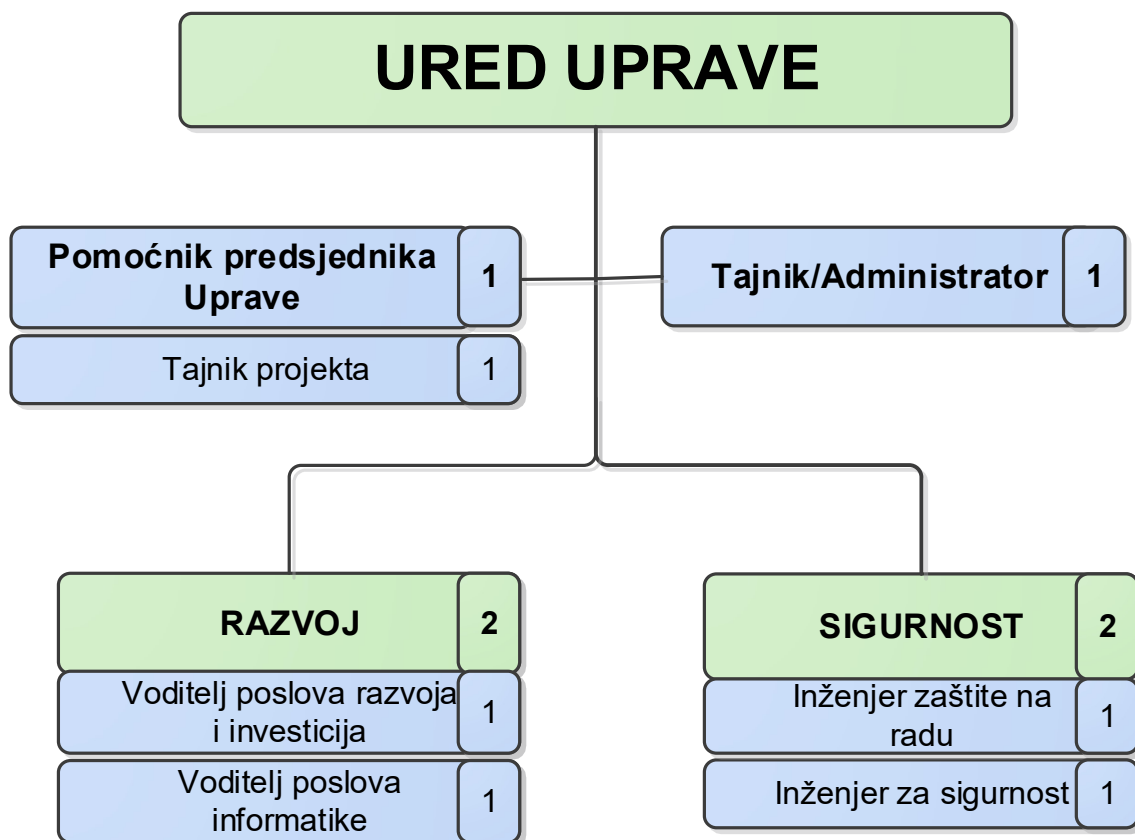 URED UPRAVE
Pomoćnik predsjednika
Uprave
1
Tajnik/Administrator
1
Tajnik projekta
1
RAZVOJ
2
Voditelj poslova razvoja
i investicija
1
Voditelj poslova
informatike
1
SIGURNOST
2
Inženjer zaštite na
radu
1
Inženjer za sigurnost
1